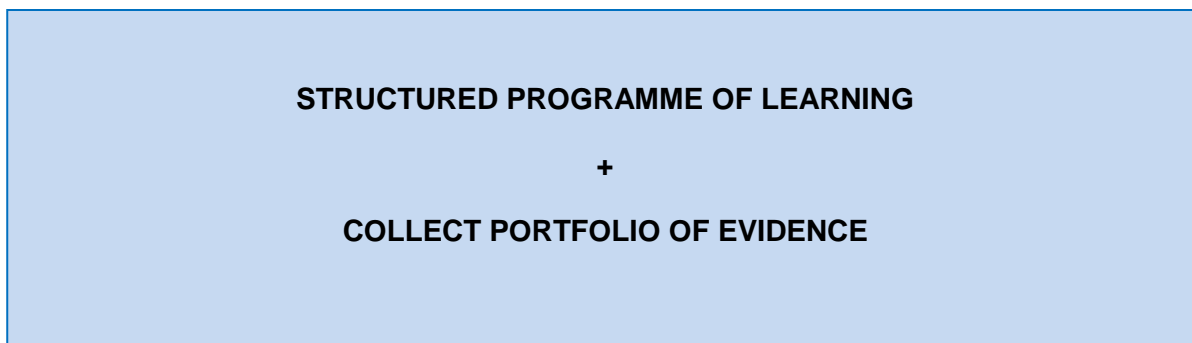 STRUCTURED PROGRAMME OF LEARNING
+
COLLECT PORTFOLIO OF EVIDENCE